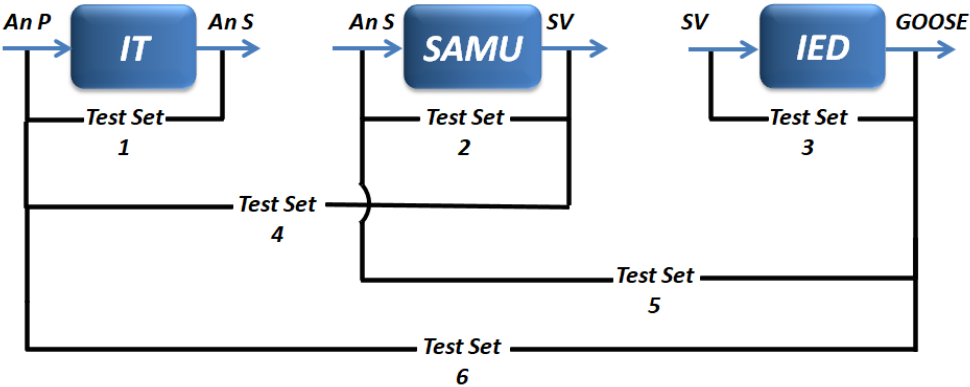 An P IT An S An S SAMU SV SV IED GOOSE
Test Set Test Set Test Set
1 2 3
Test Set
4
Test Set
5
Test Set
6